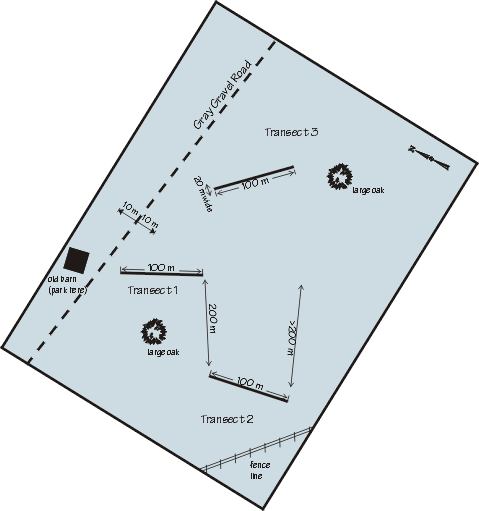 Gray Gravel Road
Transect 3
N
large oak
100 m
20 m wide
10 m 10 m
old barn
(park here)
100 m
Transect 1
large oak
200 m
>200 m
100 m
Transect 2
fence
line